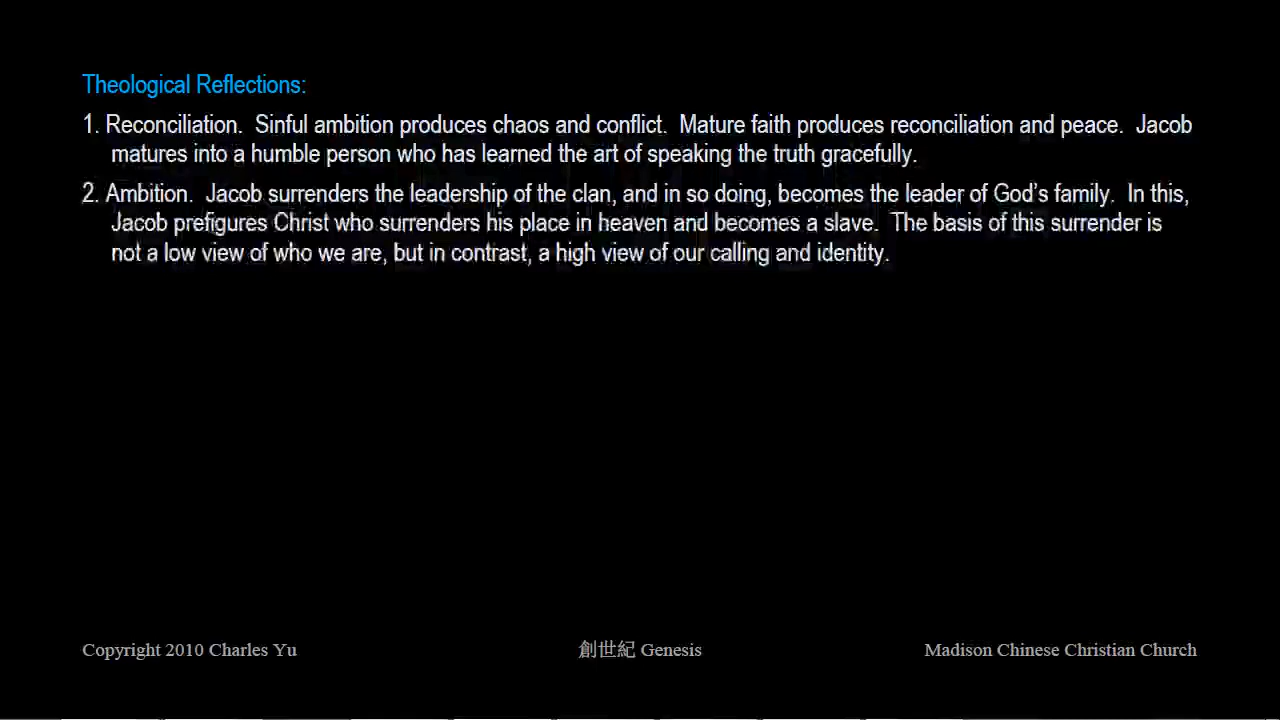 Theological Reflections:
1. Reconciliation.  Sinful ambition produces chaos and conflict.  Mature faith produces reconciliation and peace.  Jacob
matures into a humble person who has learned the art of speaking the truth gracefully.
2. Ambition.  Jacob surrenders the leadership of the clan, and in so doing, becomes the leader of God's family.  In this,
Jacob prefigures Christ who surrenders his place in heaven and becomes a slave.  The basis of this surrender is
not a low view of who we are, but in contrast, a high view of our calling and identity.
Copyright 2010 Charles Yu 創世紀 Genesis Madison Chinese Christian Church